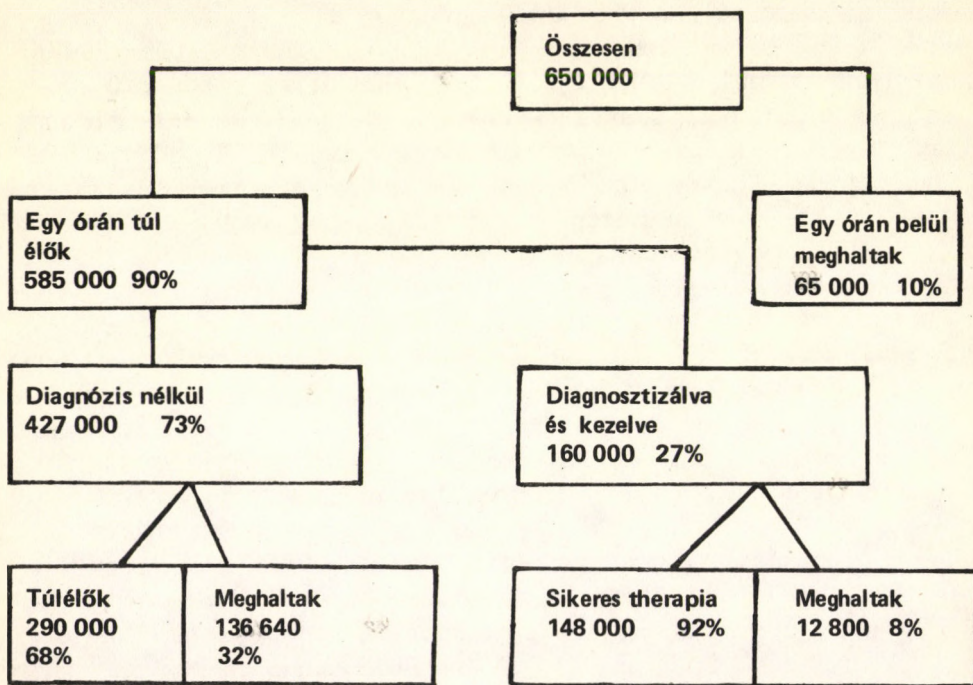 Összesen
650 000
Egy órán túl
élők
585 000 90%
Egy órán belül
meghaltak
65 000 10%
Diagnózis nélkül
427 000 73%
Diagnosztizálva
és kezelve
160 000 27%
Túlélők
290 000
68%
Meghaltak
136 640
32%
Sikeres therapia
148 000 92%
Meghaltak
12 800 8%